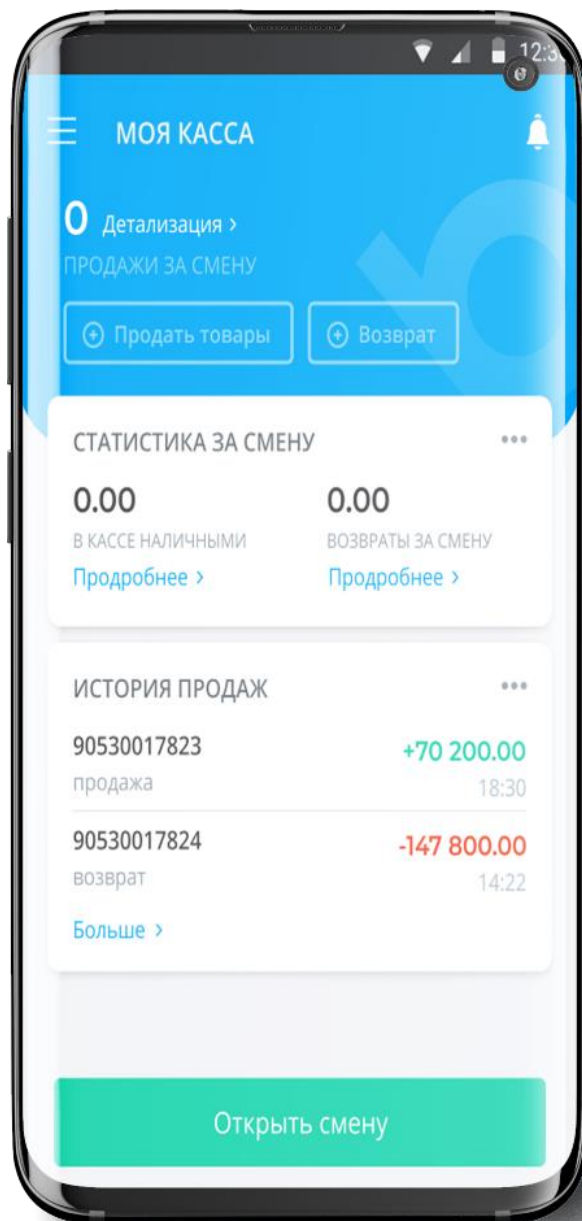 12:30
МОЯ КАССА
0 Детализация >
ПРОДАЖИ ЗА СМЕНУ
Продать товары
Возврат
СТАТИСТИКА ЗА СМЕНУ
0.00 0.00
В КАССЕ НАЛИЧНЫМИ ВОЗВРАТЫ ЗА СМЕНУ
Продробнее > Продробнее >
ИСТОРИЯ ПРОДАЖ
90530017823 +70 200.00
продажа 18:30
90530017824 -147 800.00
возврат 14:22
Больше >
Открыть смену